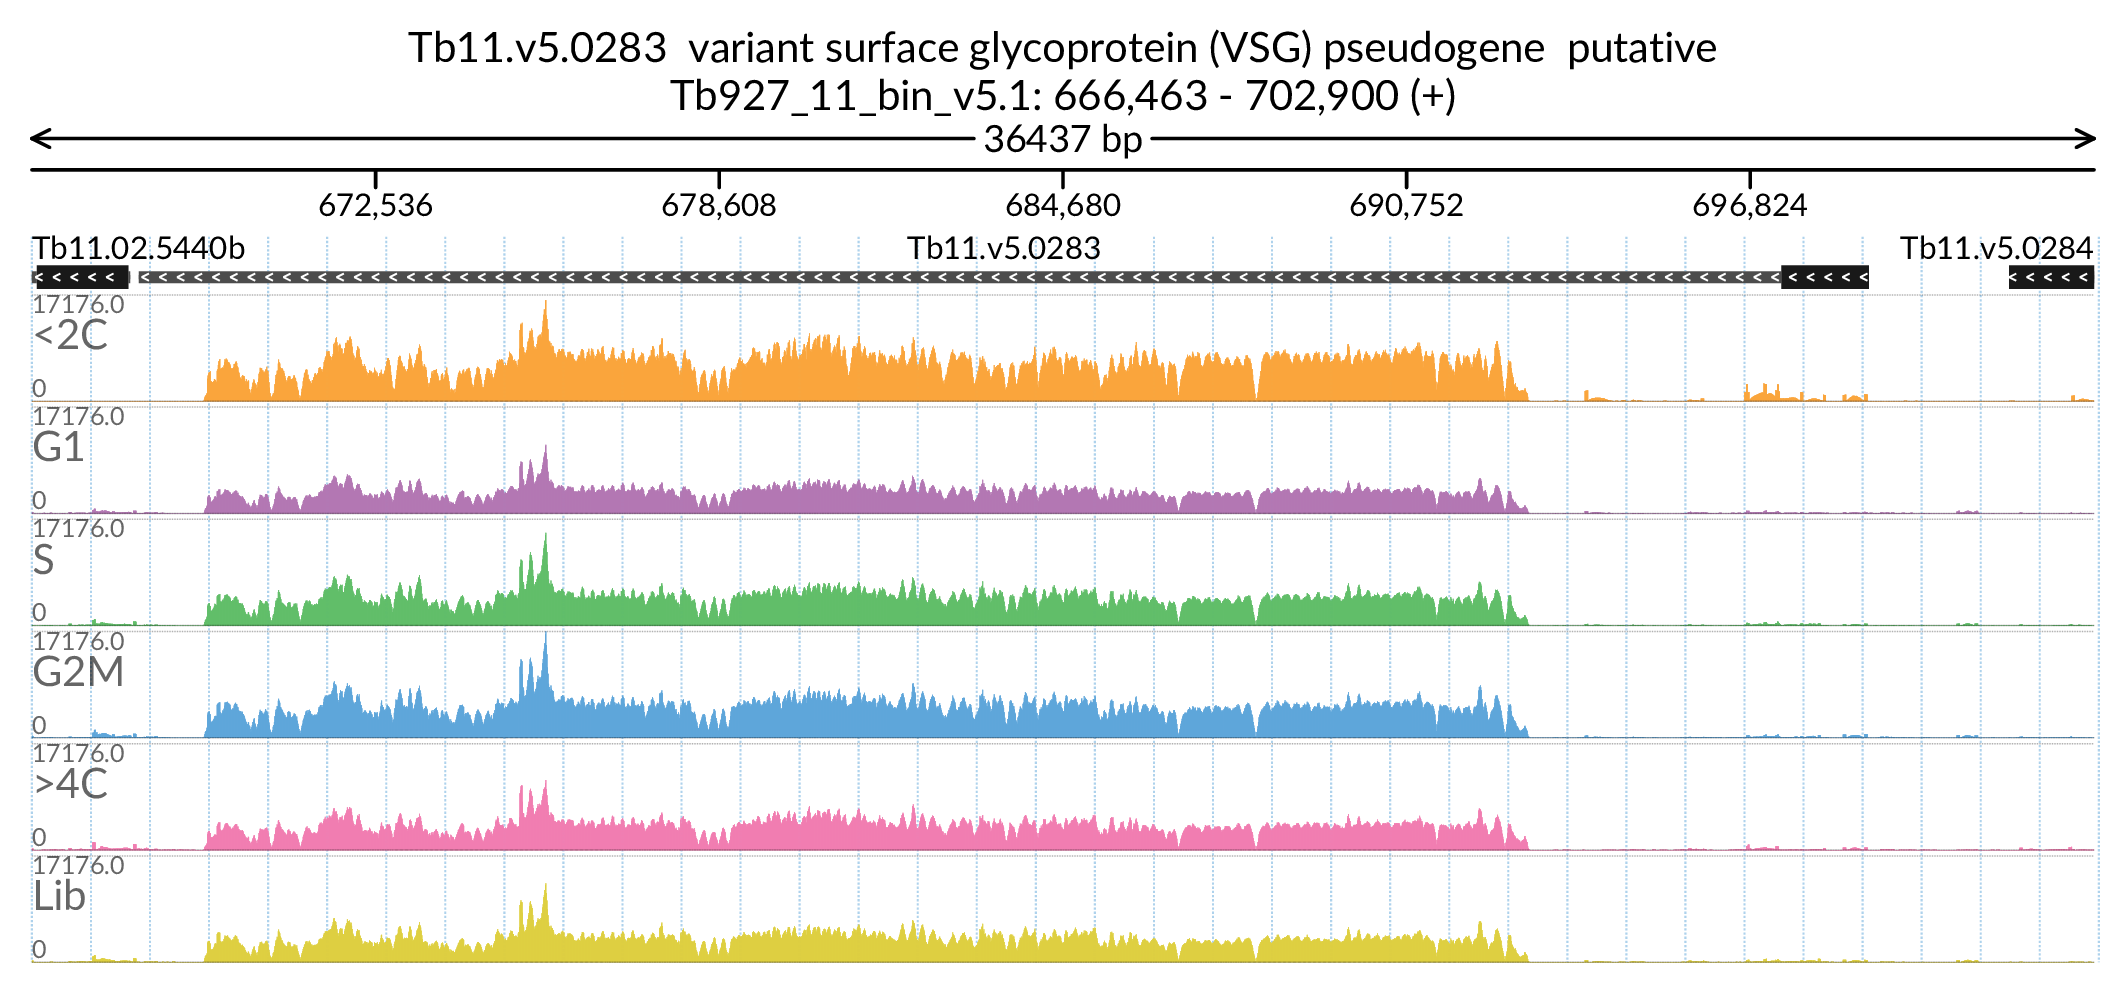 Tb11.v5.0283  variant surface glycoprotein (VSG) pseudogene  putative
Tb927_11_bin_v5.1: 666,463 - 702,900 (+)
36437 bp
672,536 678,608 684,680 690,752 696,824
Tb11.02.5440b Tb11.v5.0283 Tb11.v5.0284
17176.0
<2C
0
17176.0
G1
0
17176.0
S
0
17176.0
G2M
0
17176.0
>4C
0
17176.0
Lib
0